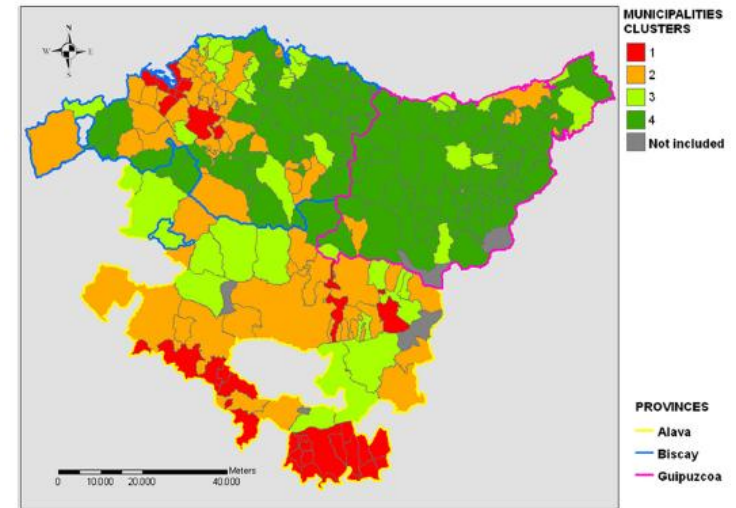 MUNICIPALITIES
CLUSTERS
1
2
3
4
Not included
N
W E
S
PROVINCES
Alava
Biscay
Guipuzcoa
Meters
0 10.000 20.000 40.000